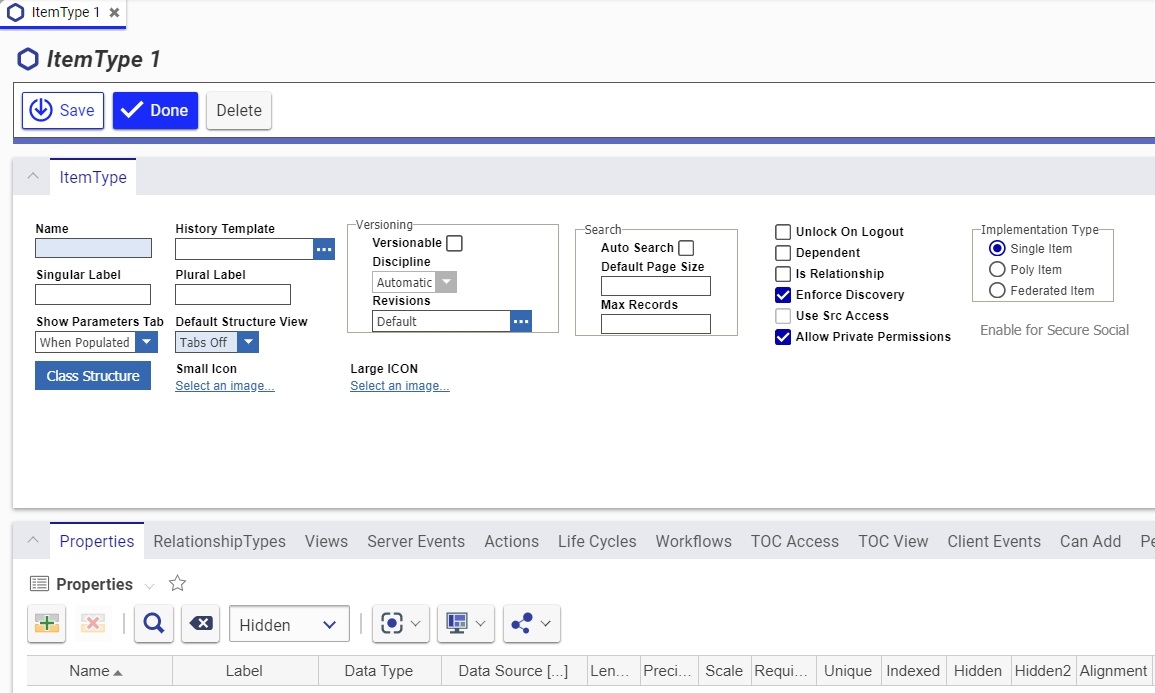 ItemType 1
ItemType 1
Save Done Delete
ItemType
Name History Template Versioning Search Unlock On Logout Implementation Type
Versionable Auto Search Dependent Single Item
Singular Label Plural Label Discipline Default Page Size Is Relationship Poly Item
Automatic Enforce Discovery Federated Item
Show Parameters Tab Default Structure View Revisions Max Records Use Src Access
When Populated Tabs Off Default Allow Private Permissions Enable for Secure Social
Class Structure Small Icon Large ICON
Select an image... Select an image...
Properties RelationshipTypes Views Server Events Actions Life Cycles Workflows TOC Access TOC View Client Events Can Add Pe
Properties
Hidden
Name Label Data Type Data Source [...] Len... Preci... Scale Requi... Unique Indexed Hidden Hidden2 Alignment